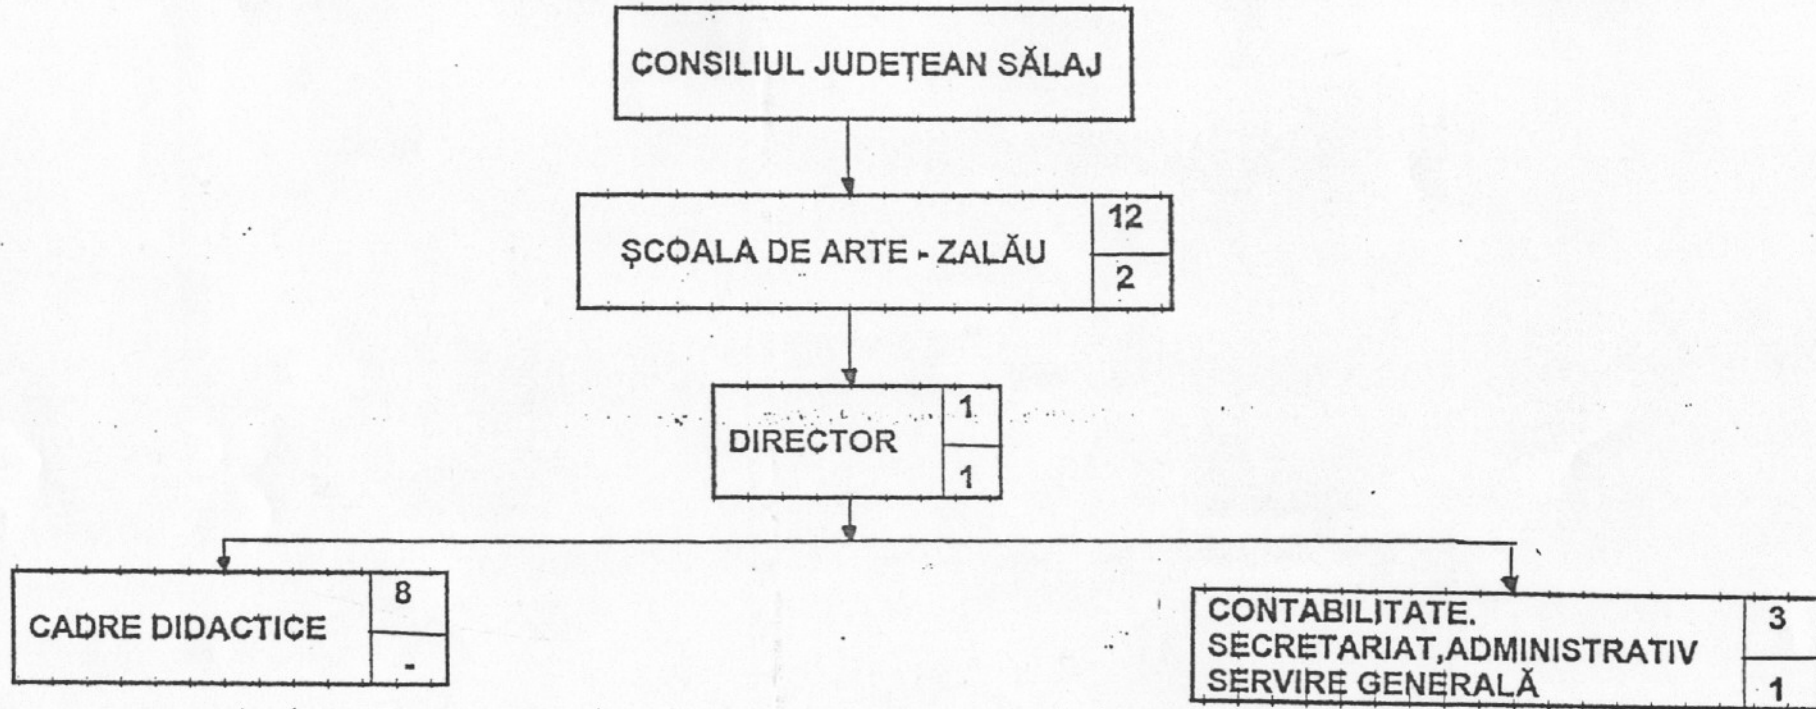 CONSILIUL JUDEȚEAN SĂLAJ
ȘCOALA DE ARTE - ZALĂU
12
2
DIRECTOR
1
1
CADRE DIDACTICE
8
-
CONTABILITATE.
SECRETARIAT,ADMINISTRATIV
SERVIRE GENERALĂ
3
1